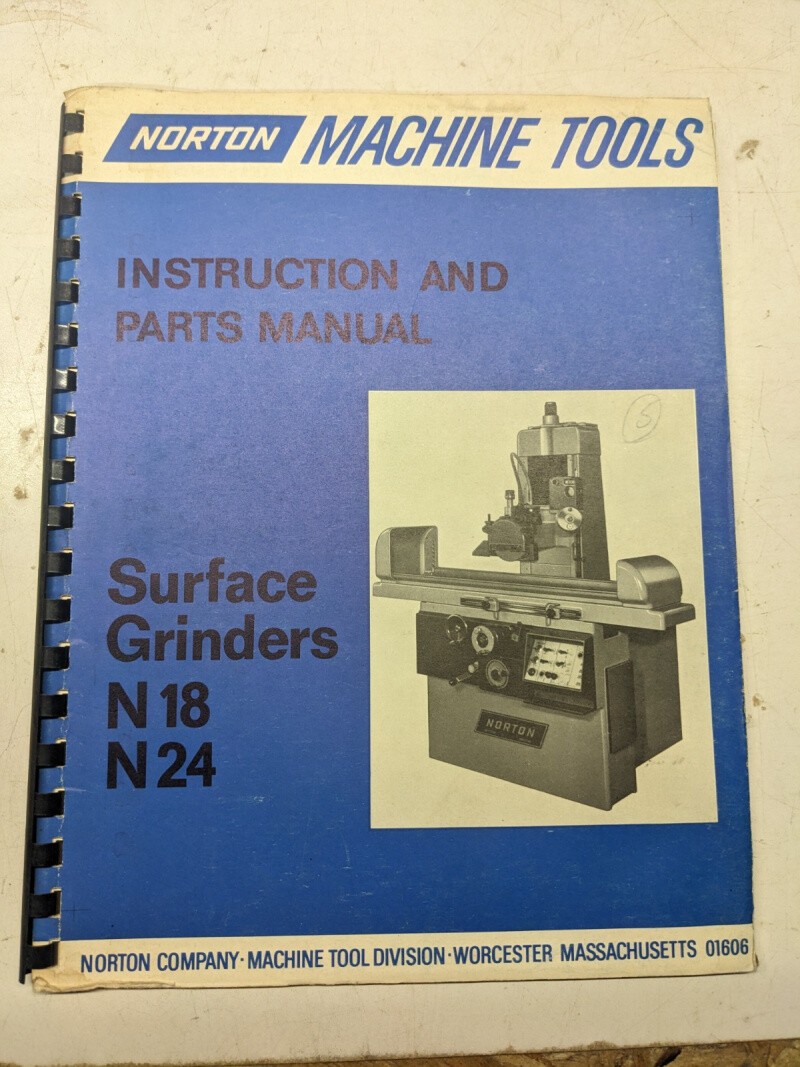 NORTON MACHINE TOOLS
INSTRUCTION AND
PARTS MANUAL
S
Surface
Grinders
N 18
N 24
NORTON
NORTON COMPANY·MACHINE TOOL DIVISION·WORCESTER MASSACHUSETTS 01606